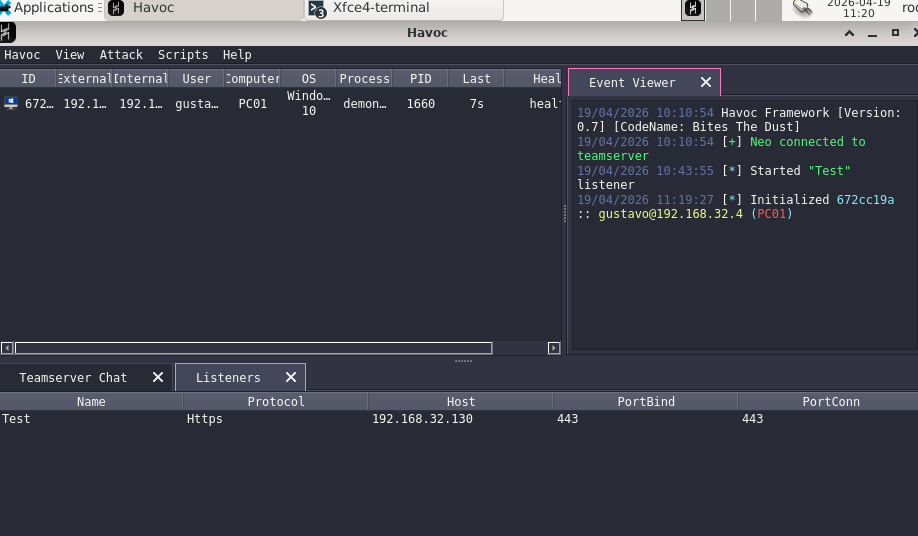 Applications Havoc Xfce4-terminal 2026-04-19
3 11:20
Havoc
Havoc View Attack Scripts Help
ID External Internal User Computer OS Process PID Last Heal
672… 192.1… 192.1… gusta… PC01 Windo… demon… 1660 7s heal
10
Event Viewer
19/04/2026 10:10:54 Havoc Framework [Version:
0.7] [CodeName: Bites The Dust]
19/04/2026 10:10:54 [+] Neo connected to
teamserver
19/04/2026 10:43:55 [*] Started "Test"
listener
19/04/2026 11:19:27 [*] Initialized 672cc19a
:: gustavo@192.168.32.4 (PC01)
Teamserver Chat Listeners
Name Protocol Host PortBind PortConn
Test Https 192.168.32.130 443 443